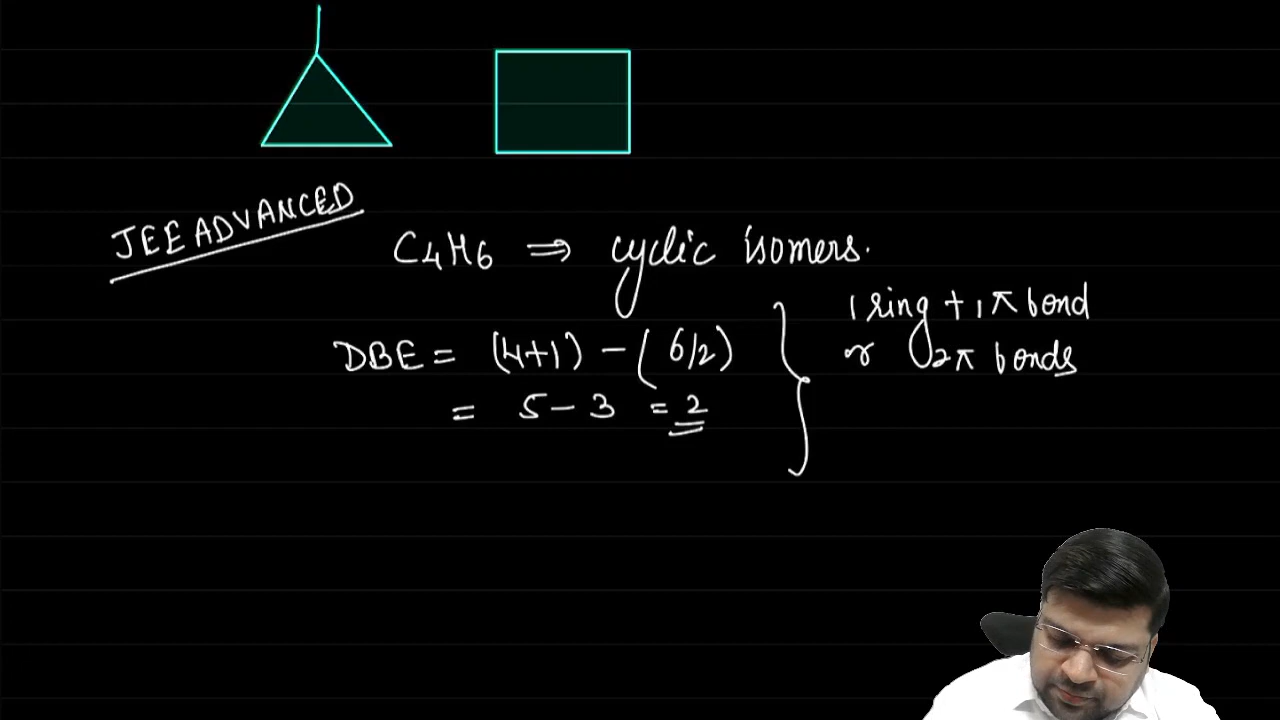 JEE ADVANCED
C₄H₆ ⇒ cyclic isomers.
DBE = (4+1) − (6/2)
= 5 − 3 = 2
1 ring + 1 π bond
or 2π bonds